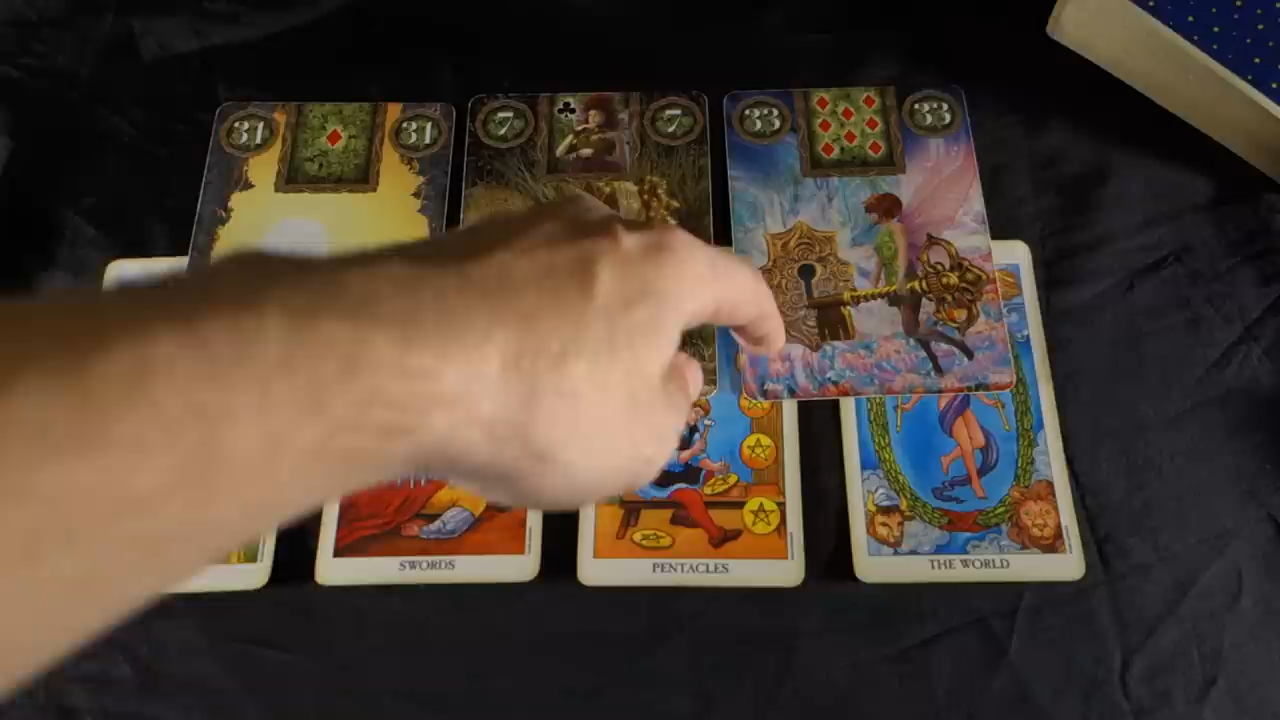 31 31
7 7
33 33
SWORDS
PENTACLES
THE WORLD